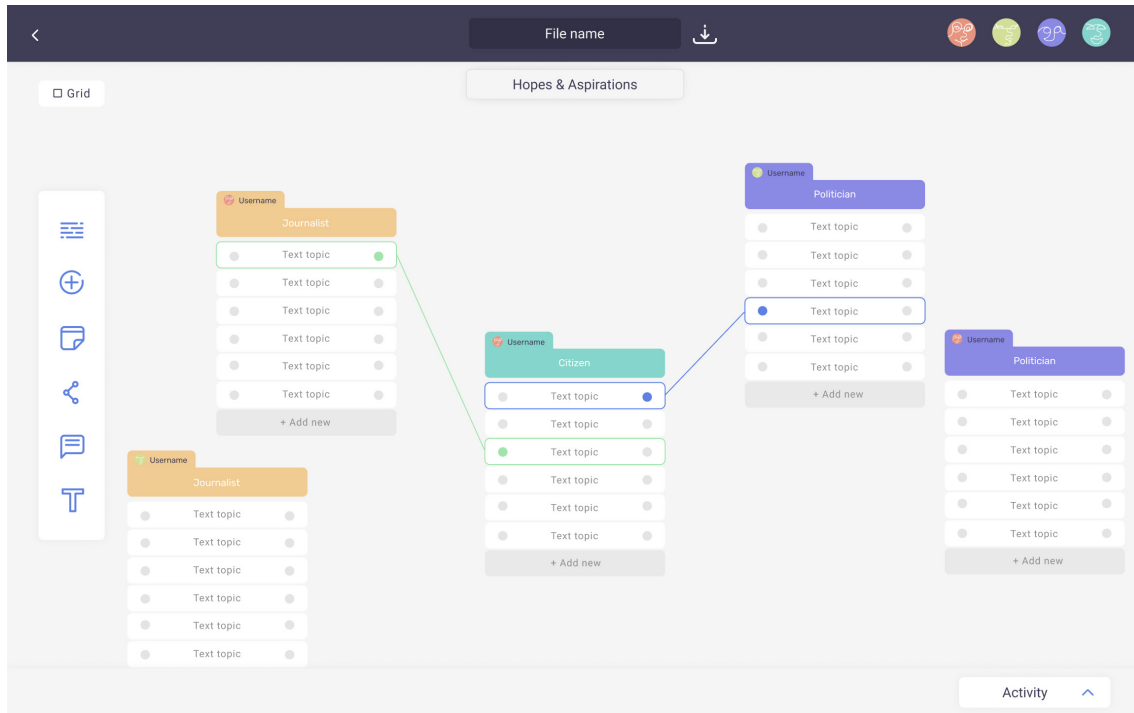 File name
Hopes & Aspirations
Grid
Username
Journalist
Text topic
Text topic
Text topic
Text topic
Text topic
Text topic
+ Add new
Username
Journalist
Text topic
Text topic
Text topic
Text topic
Text topic
Text topic
Username
Citizen
Text topic
Text topic
Text topic
Text topic
Text topic
Text topic
+ Add new
Username
Politician
Text topic
Text topic
Text topic
Text topic
Text topic
Text topic
+ Add new
Username
Politician
Text topic
Text topic
Text topic
Text topic
Text topic
Text topic
+ Add new
Activity